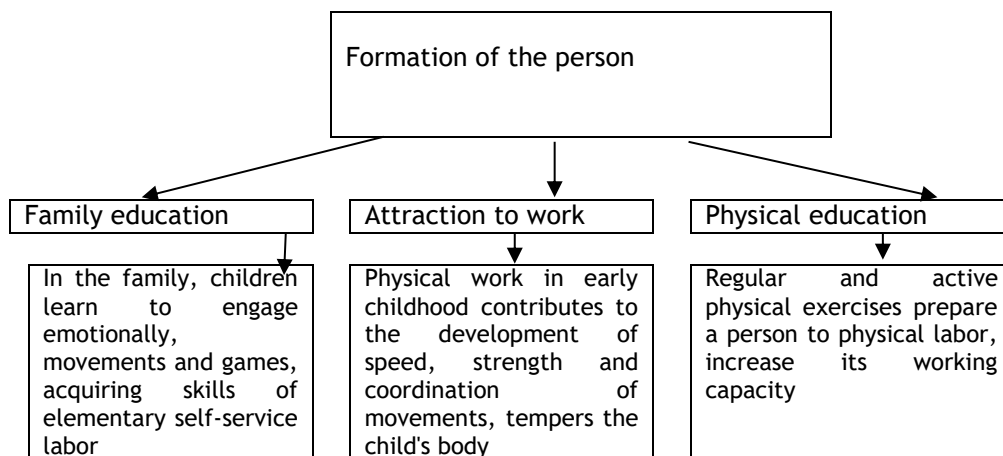 Formation of the person
Family education
Attraction to work
Physical education
In the family, children
learn to engage
emotionally,
movements and games,
acquiring skills of
elementary self-service
labor
Physical work in early
childhood contributes to
the development of
speed, strength and
coordination of
movements, tempers the
child's body
Regular and active
physical exercises prepare
a person to physical labor,
increase its working
capacity